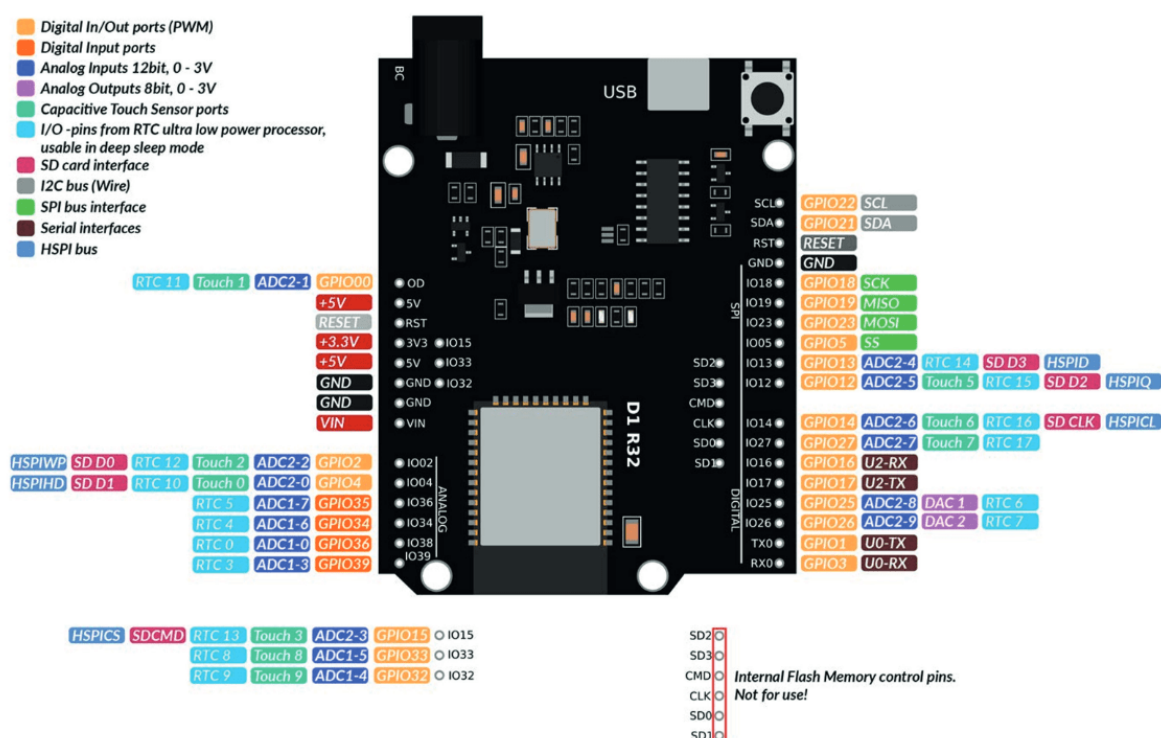 Digital In/Out ports (PWM)
Digital Input ports
Analog Inputs 12bit, 0 - 3V
Analog Outputs 8bit, 0 - 3V
Capacitive Touch Sensor ports
I/O -pins from RTC ultra low power processor,
usable in deep sleep mode
SD card interface
I2C bus (Wire)
SPI bus interface
Serial interfaces
HSPI bus
BC
USB
SCL GPIO22 SCL
SDA GPIO21 SDA
RST RESET
GND GND
IO18 GPIO18 SCK
IO19 GPIO19 MISO
IO23 GPIO23 MOSI
IO05 GPIO5 SS
IO13 GPIO13 ADC2-4 RTC 14 SD D3 HSPID
IO12 GPIO12 ADC2-5 Touch 5 RTC 15 SD D2 HSPIQ
IO14 GPIO14 ADC2-6 Touch 6 RTC 16 SD CLK HSPICL
IO27 GPIO27 ADC2-7 Touch 7 RTC 17
IO16 GPIO16 U2-RX
IO17 GPIO17 U2-TX
IO25 GPIO25 ADC2-8 DAC 1 RTC 6
IO26 GPIO26 ADC2-9 DAC 2 RTC 7
TX0 GPIO1 U0-TX
RX0 GPIO3 U0-RX
SPI
DIGITAL
RTC 11 Touch 1 ADC2-1 GPIO00 OD
+5V 5V
RESET RST
+3.3V 3V3 IO15
+5V 5V IO33
GND GND IO32
GND GND
VIN VIN
HSPIWP SD D0 RTC 12 Touch 2 ADC2-2 GPIO2 IO02
HSPIHD SD D1 RTC 10 Touch 0 ADC2-0 GPIO4 IO04
RTC 5 ADC1-7 GPIO35 IO36
RTC 4 ADC1-6 GPIO34 IO34
RTC 0 ADC1-0 GPIO36 IO38
RTC 3 ADC1-3 GPIO39 IO39
ANALOG
D1 R32
SD2
SD3
CMD
CLK
SD0
SD1
HSPICS SDCMD RTC 13 Touch 3 ADC2-3 GPIO15 IO15
RTC 8 Touch 8 ADC1-5 GPIO33 IO33
RTC 9 Touch 9 ADC1-4 GPIO32 IO32
SD2
SD3
CMD
CLK
SD0
SD1
Internal Flash Memory control pins.
Not for use!